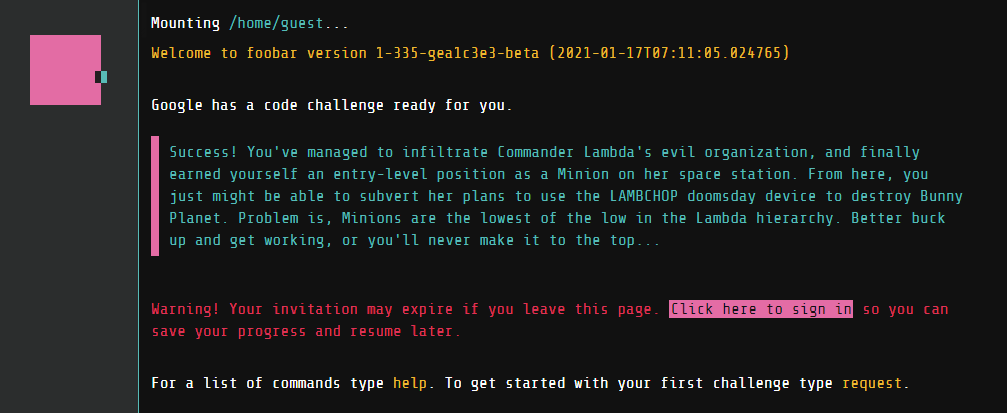 Mounting /home/guest...
Welcome to foobar version 1-335-gea1c3e3-beta (2021-01-17T07:11:05.024765)
Google has a code challenge ready for you.
Success! You've managed to infiltrate Commander Lambda's evil organization, and finally
earned yourself an entry-level position as a Minion on her space station. From here, you
just might be able to subvert her plans to use the LAMBCHOP doomsday device to destroy Bunny
Planet. Problem is, Minions are the lowest of the low in the Lambda hierarchy. Better buck
up and get working, or you'll never make it to the top...
Warning! Your invitation may expire if you leave this page. Click here to sign in so you can
save your progress and resume later.
For a list of commands type help. To get started with your first challenge type request.